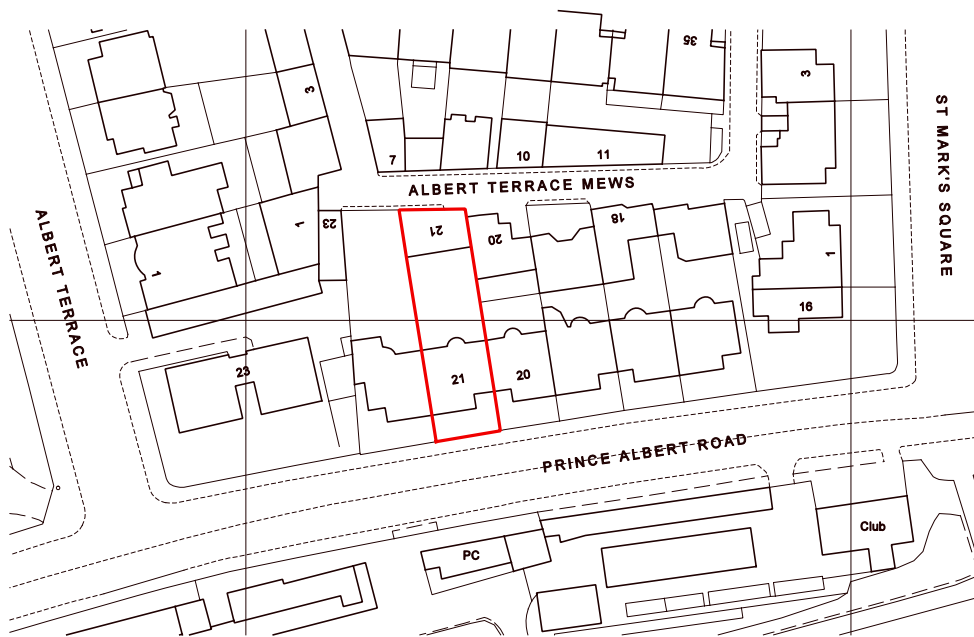 35
3
3
7
10
11
ALBERT TERRACE MEWS
ST MARK'S SQUARE
ALBERT TERRACE
1
1
23
21
20
18
1
16
23
21
20
PRINCE ALBERT ROAD
PC
Club